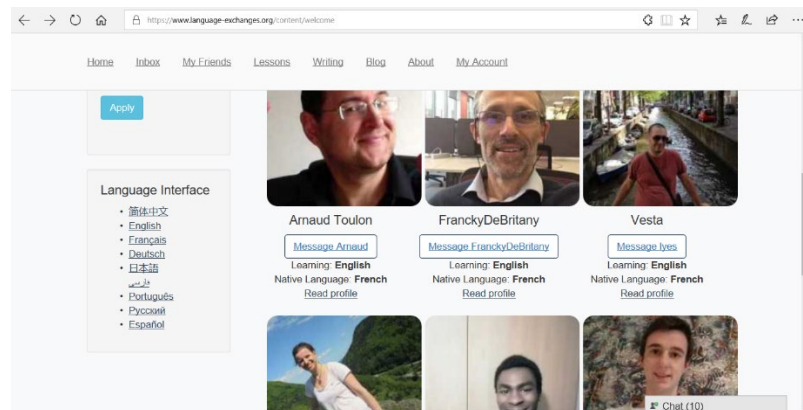 https://www.language-exchanges.org/content/welcome
Home Inbox My Friends Lessons Writing Blog About My Account
Apply
Language Interface
简体中文
English
Français
Deutsch
日本語
فارسی
Português
Русский
Español
Arnaud Toulon
Message Arnaud
Learning: English
Native Language: French
Read profile
FranckyDeBritany
Message FranckyDeBritany
Learning: English
Native Language: French
Read profile
Vesta
Message Iyes
Learning: English
Native Language: French
Read profile
Chat (10)